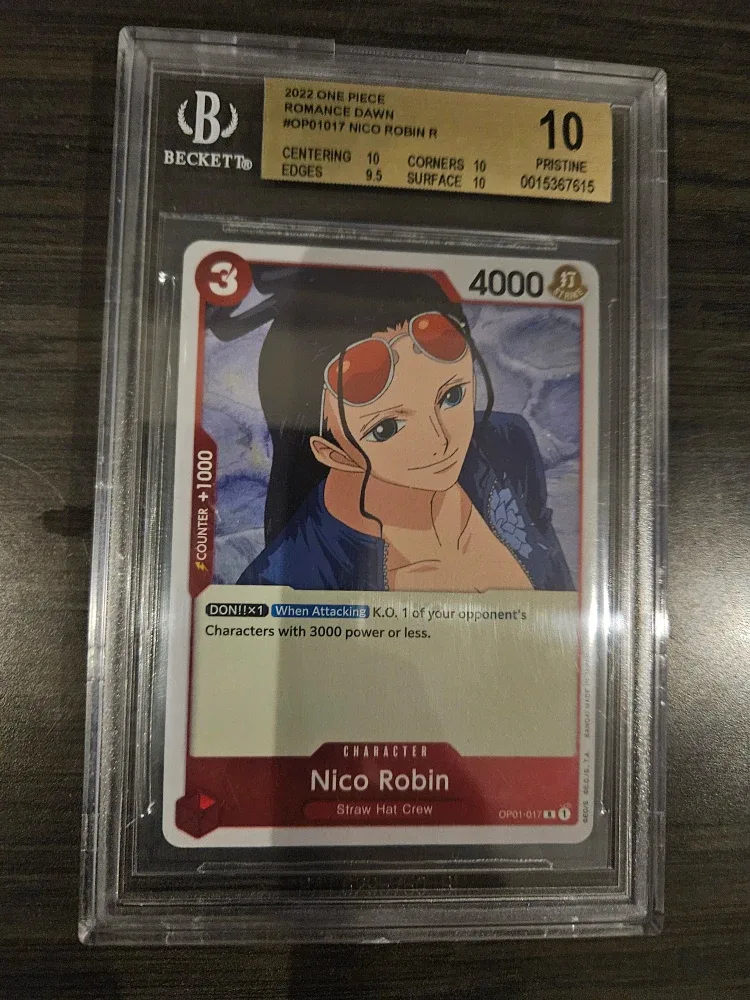 B
BECKETT®
2022 ONE PIECE
ROMANCE DAWN
#OP01017 NICO ROBIN R
CENTERING 10 CORNERS 10
EDGES 9.5 SURFACE 10
10
PRISTINE
0015367615
3
4000
打
STRIKE
COUNTER +1000
DON!!×1 When Attacking K.O. 1 of your opponent's
Characters with 3000 power or less.
CHARACTER
Nico Robin
Straw Hat Crew
OP01-017 R 1